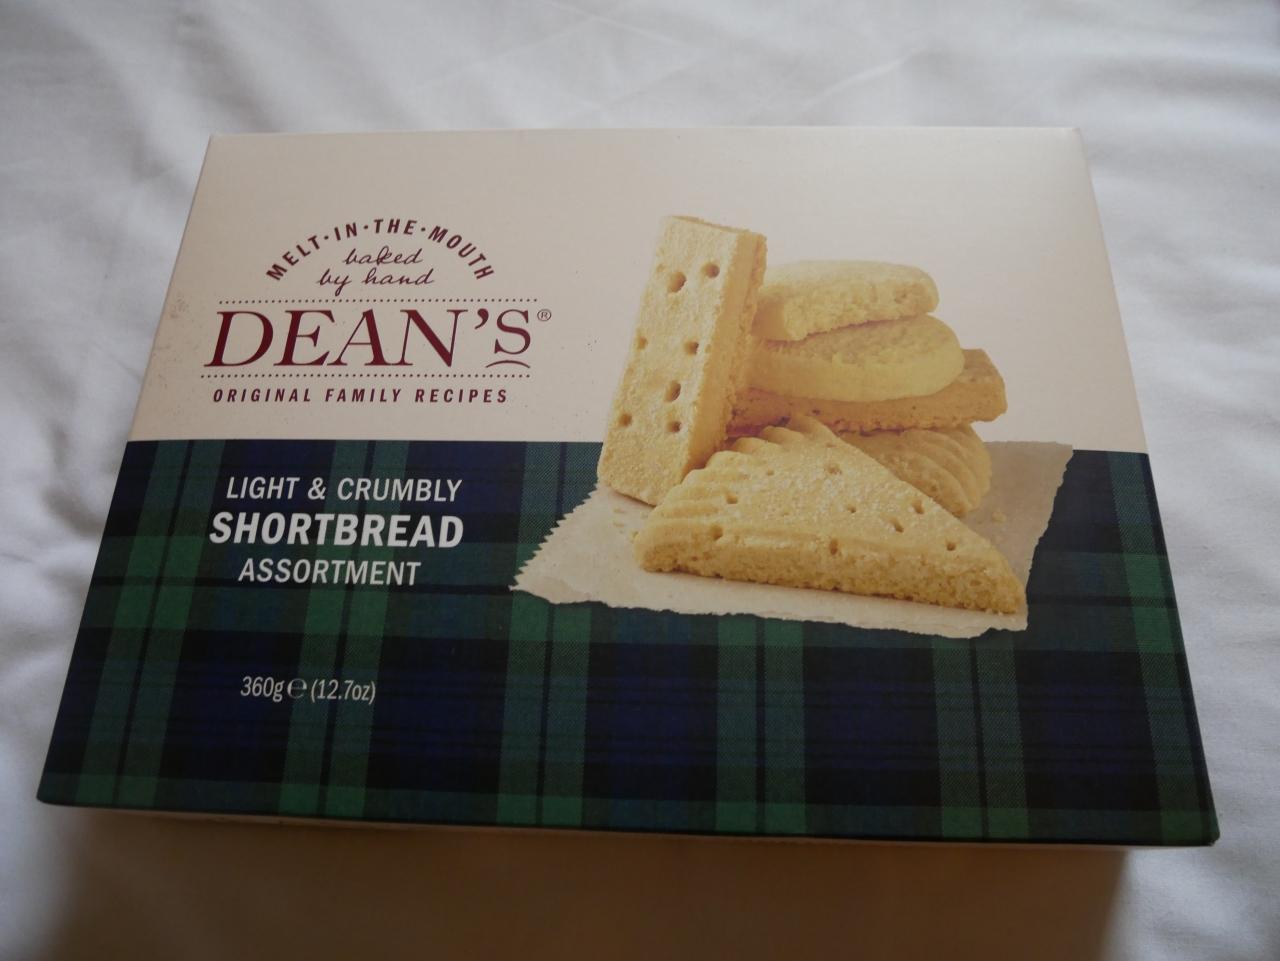 MELT·IN·THE·MOUTH
baked
by hand
DEAN'S®
ORIGINAL FAMILY RECIPES
LIGHT & CRUMBLY
SHORTBREAD
ASSORTMENT
360g ℮ (12.7oz)